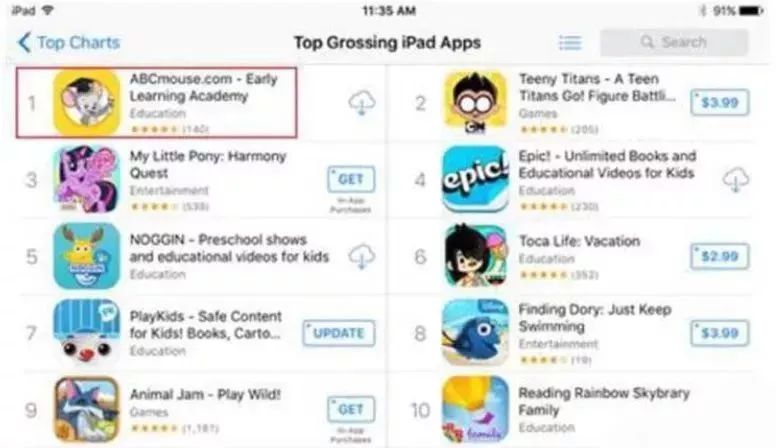 iPad 11:35 AM 91%
Top Charts Top Grossing iPad Apps Search
1
ABCmouse.com - Early
Learning Academy
Education
(140)
2
Teeny Titans - A Teen
Titans Go! Figure Battli...
Games
(205)
$3.99
CN
3
My Little Pony: Harmony
Quest
Entertainment
(539)
GET
In-App
Purchases
4
epic!
Epic! - Unlimited Books and
Educational Videos for Kids
Education
(230)
5
NOGGIN - Preschool shows
and educational videos for kids
Education
6
Toca Life: Vacation
Education
(352)
$2.99
7
PlayKids - Safe Content
for Kids! Books, Carto...
Education
UPDATE
8
Disney
Finding Dory: Just Keep
Swimming
Entertainment
(19)
$3.99
9
Animal Jam - Play Wild!
Games
(1,181)
GET
In-App
Purchases
10
family
Reading Rainbow Skybrary
Family
Education